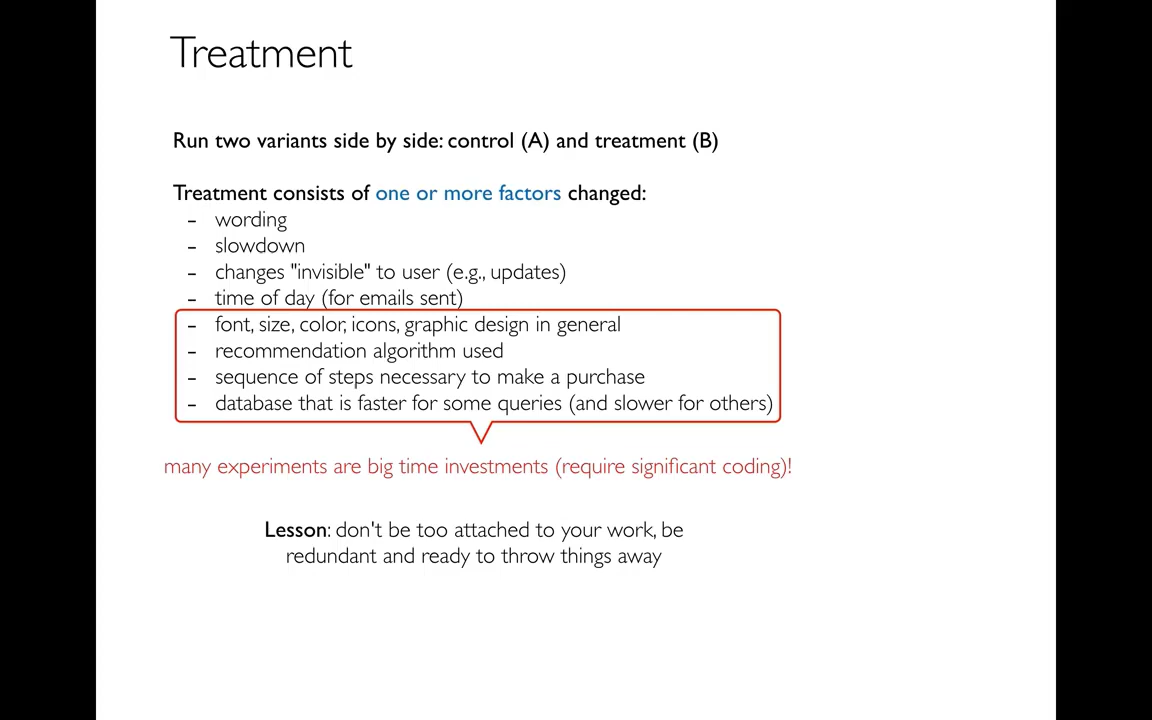 Treatment
Run two variants side by side: control (A) and treatment (B)
Treatment consists of one or more factors changed:
- wording
- slowdown
- changes "invisible" to user (e.g., updates)
- time of day (for emails sent)
- font, size, color, icons, graphic design in general
- recommendation algorithm used
- sequence of steps necessary to make a purchase
- database that is faster for some queries (and slower for others)
many experiments are big time investments (require significant coding)!
Lesson: don't be too attached to your work, be
redundant and ready to throw things away